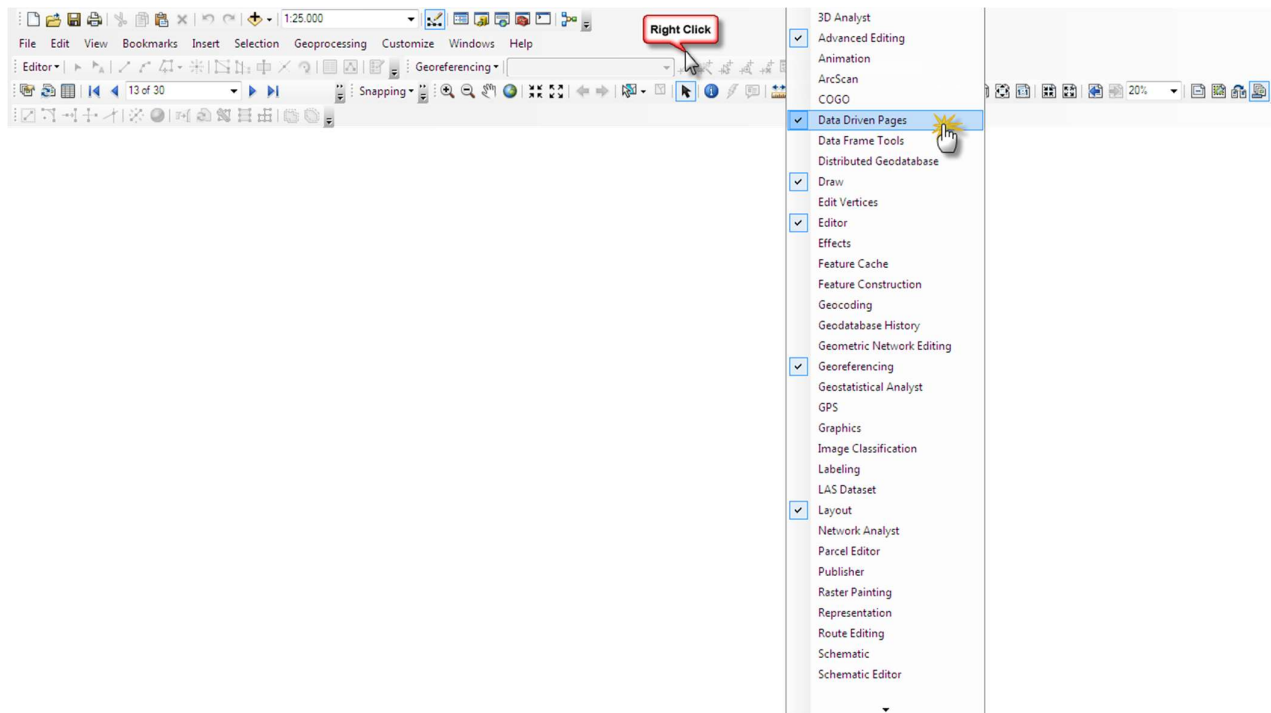 1:25.000
Right Click
File Edit View Bookmarks Insert Selection Geoprocessing Customize Windows Help
Editor Georeferencing
13 of 30 Snapping 20%
3D Analyst
Advanced Editing
Animation
ArcScan
COGO
Data Driven Pages
Data Frame Tools
Distributed Geodatabase
Draw
Edit Vertices
Editor
Effects
Feature Cache
Feature Construction
Geocoding
Geodatabase History
Geometric Network Editing
Georeferencing
Geostatistical Analyst
GPS
Graphics
Image Classification
Labeling
LAS Dataset
Layout
Network Analyst
Parcel Editor
Publisher
Raster Painting
Representation
Route Editing
Schematic
Schematic Editor